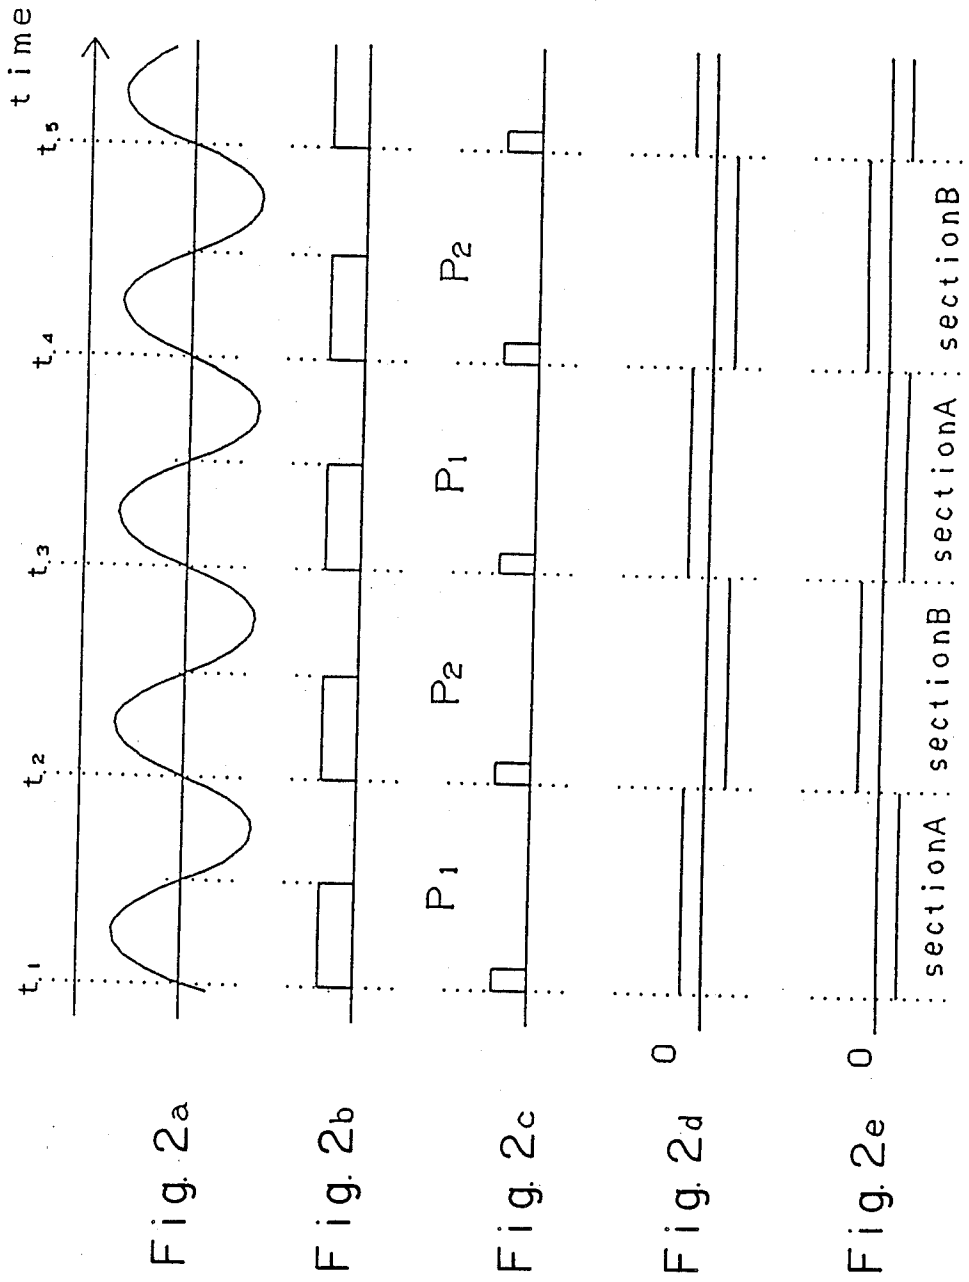 time
t1 t2 t3 t4 t5
Fig. 2a
Fig. 2b
P1 P2 P1 P2
Fig. 2c
0
Fig. 2d
0
Fig. 2e
sectionA sectionB sectionA sectionB